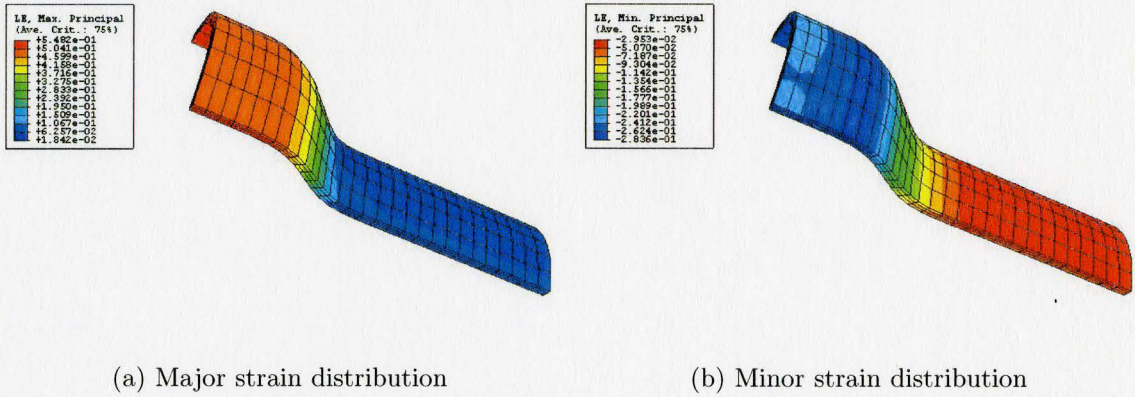 LE, Max. Principal
(Ave. Crit.: 75%)
+5.482e-01
+5.041e-01
+4.599e-01
+4.158e-01
+3.716e-01
+3.275e-01
+2.833e-01
+2.392e-01
+1.950e-01
+1.509e-01
+1.067e-01
+6.257e-02
+1.842e-02
LE, Min. Principal
(Ave. Crit.: 75%)
-2.953e-02
-5.070e-02
-7.187e-02
-9.304e-02
-1.142e-01
-1.354e-01
-1.566e-01
-1.777e-01
-1.989e-01
-2.201e-01
-2.412e-01
-2.624e-01
-2.836e-01
(a) Major strain distribution
(b) Minor strain distribution